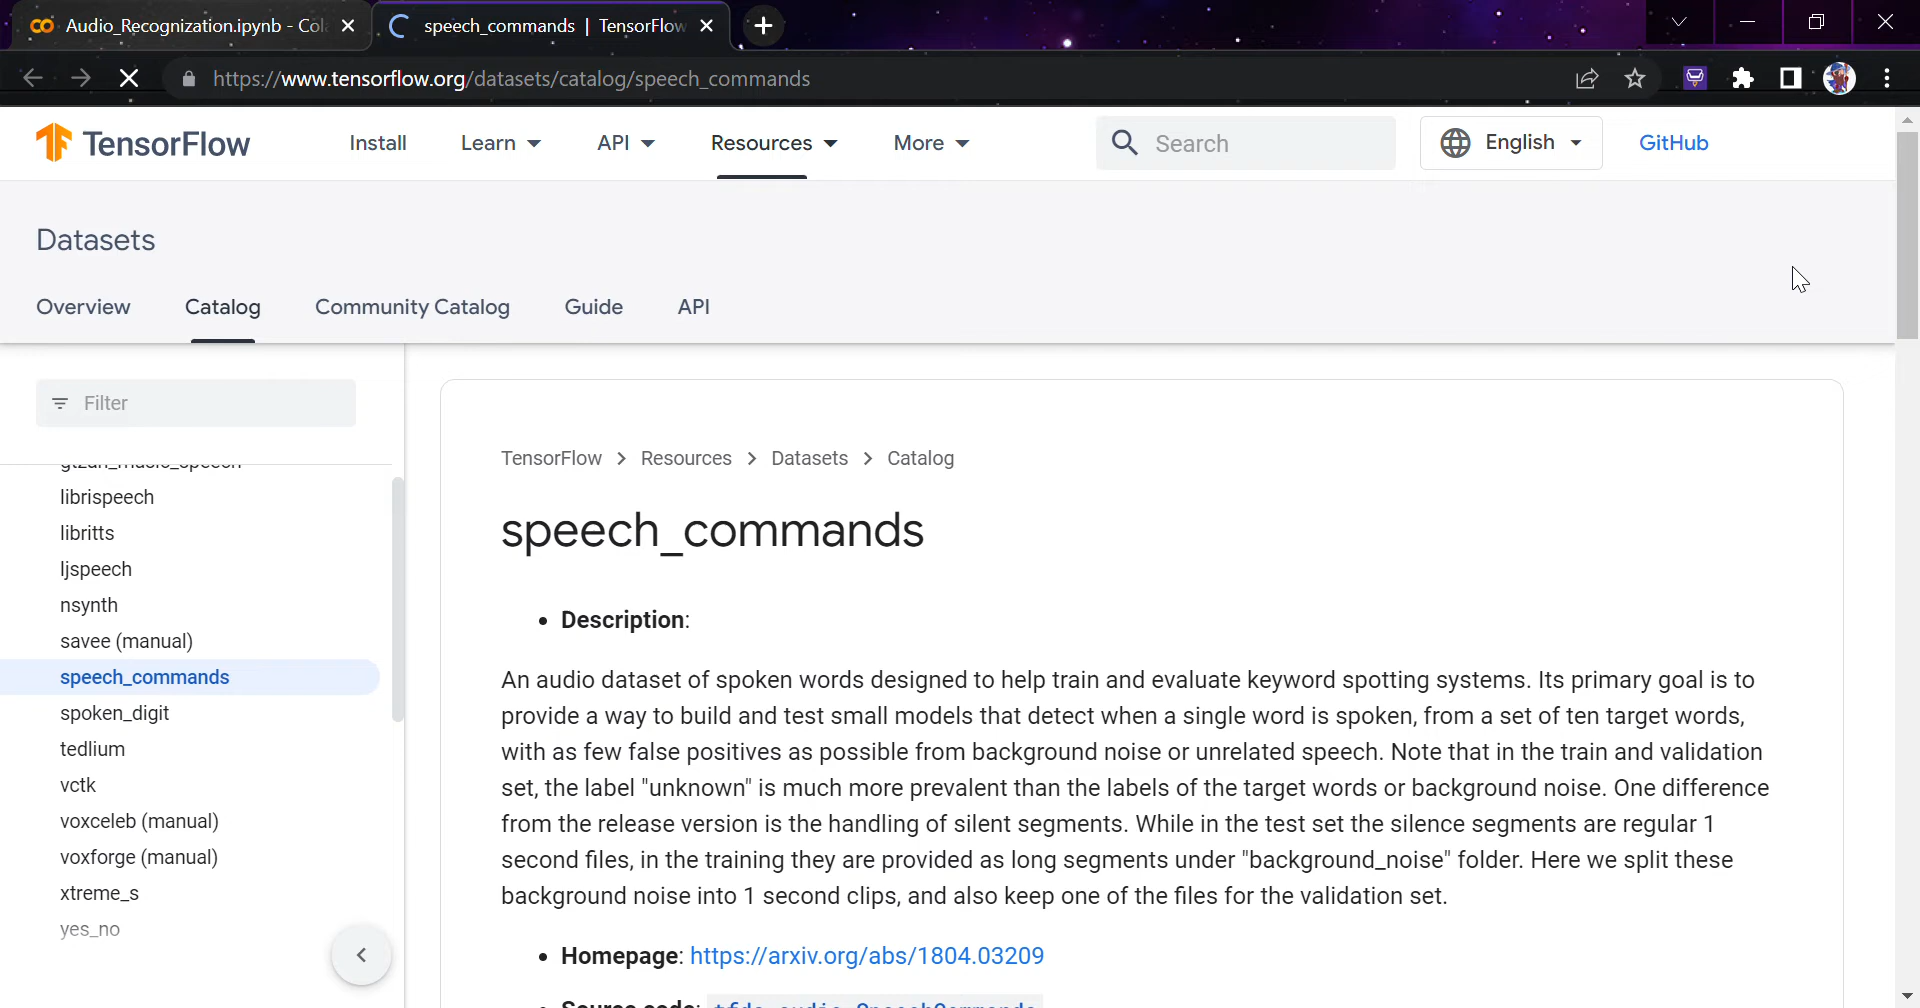 Audio_Recognization.ipynb - Col
speech_commands | TensorFlow
https://www.tensorflow.org/datasets/catalog/speech_commands
TensorFlow
Install
Learn
API
Resources
More
Search
English
GitHub
Datasets
Overview
Catalog
Community Catalog
Guide
API
Filter
librispeech
libritts
ljspeech
nsynth
savee (manual)
speech_commands
spoken_digit
tedlium
vctk
voxceleb (manual)
voxforge (manual)
xtreme_s
yes_no
TensorFlow > Resources > Datasets > Catalog
speech_commands
• Description:
An audio dataset of spoken words designed to help train and evaluate keyword spotting systems. Its primary goal is to
provide a way to build and test small models that detect when a single word is spoken, from a set of ten target words,
with as few false positives as possible from background noise or unrelated speech. Note that in the train and validation
set, the label "unknown" is much more prevalent than the labels of the target words or background noise. One difference
from the release version is the handling of silent segments. While in the test set the silence segments are regular 1
second files, in the training they are provided as long segments under "background_noise" folder. Here we split these
background noise into 1 second clips, and also keep one of the files for the validation set.
• Homepage: https://arxiv.org/abs/1804.03209